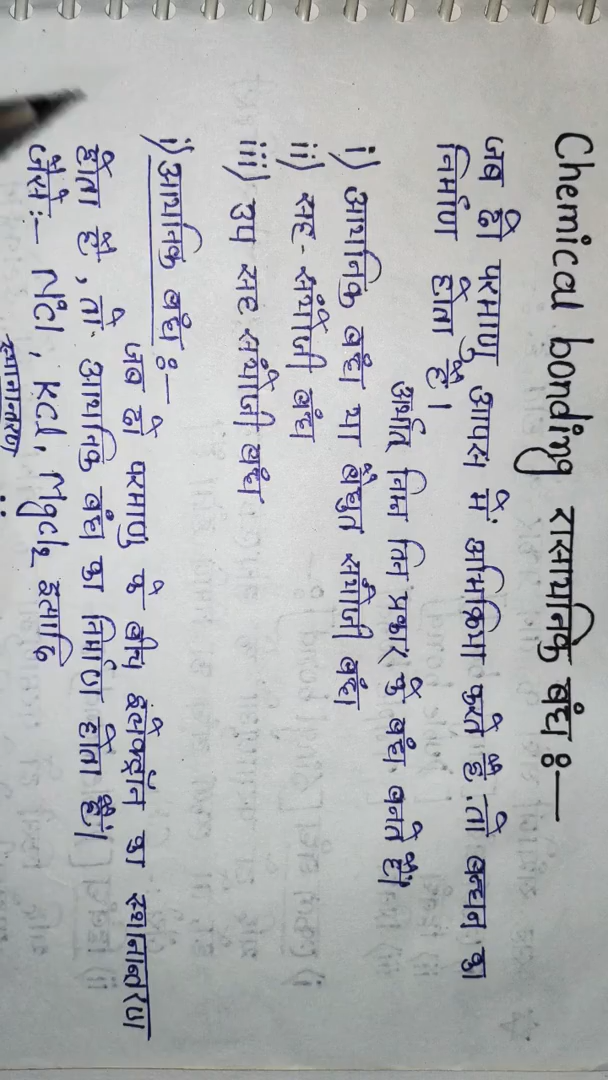 Chemical bonding रासायनिक बंध :—
जब दो परमाणु आपस में अभिक्रिया करते है तो बन्धन का
निर्माण होता है।
अर्थात् निम्न तिन प्रकार के बंध बनते हैं।
i) आयनिक बंध या वैधुत संयोजी बंध
ii) सह-संयोजी बंध
iii) उप सह संयोजी बंध
i) आयनिक बंध :—
जब दो परमाणु के बीच इलेक्ट्रॉन का स्थानान्तरण
होता है, तो आयनिक बंध का निर्माण होता हैं।
जैसे :— Nacl, Kcl, Mgcl2 इत्यादि
स्थानान्तरण